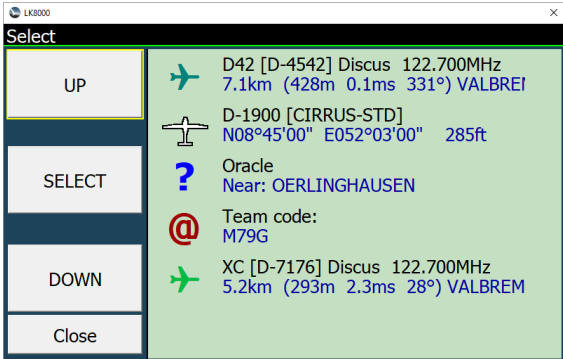 LK8000
Select
UP
SELECT
DOWN
Close
D42 [D-4542] Discus 122.700MHz
7.1km (428m 0.1ms 331°) VALBREM
D-1900 [CIRRUS-STD]
N08°45'00" E052°03'00" 285ft
?
Oracle
Near: OERLINGHAUSEN
@
Team code:
M79G
XC [D-7176] Discus 122.700MHz
5.2km (293m 2.3ms 28°) VALBREM